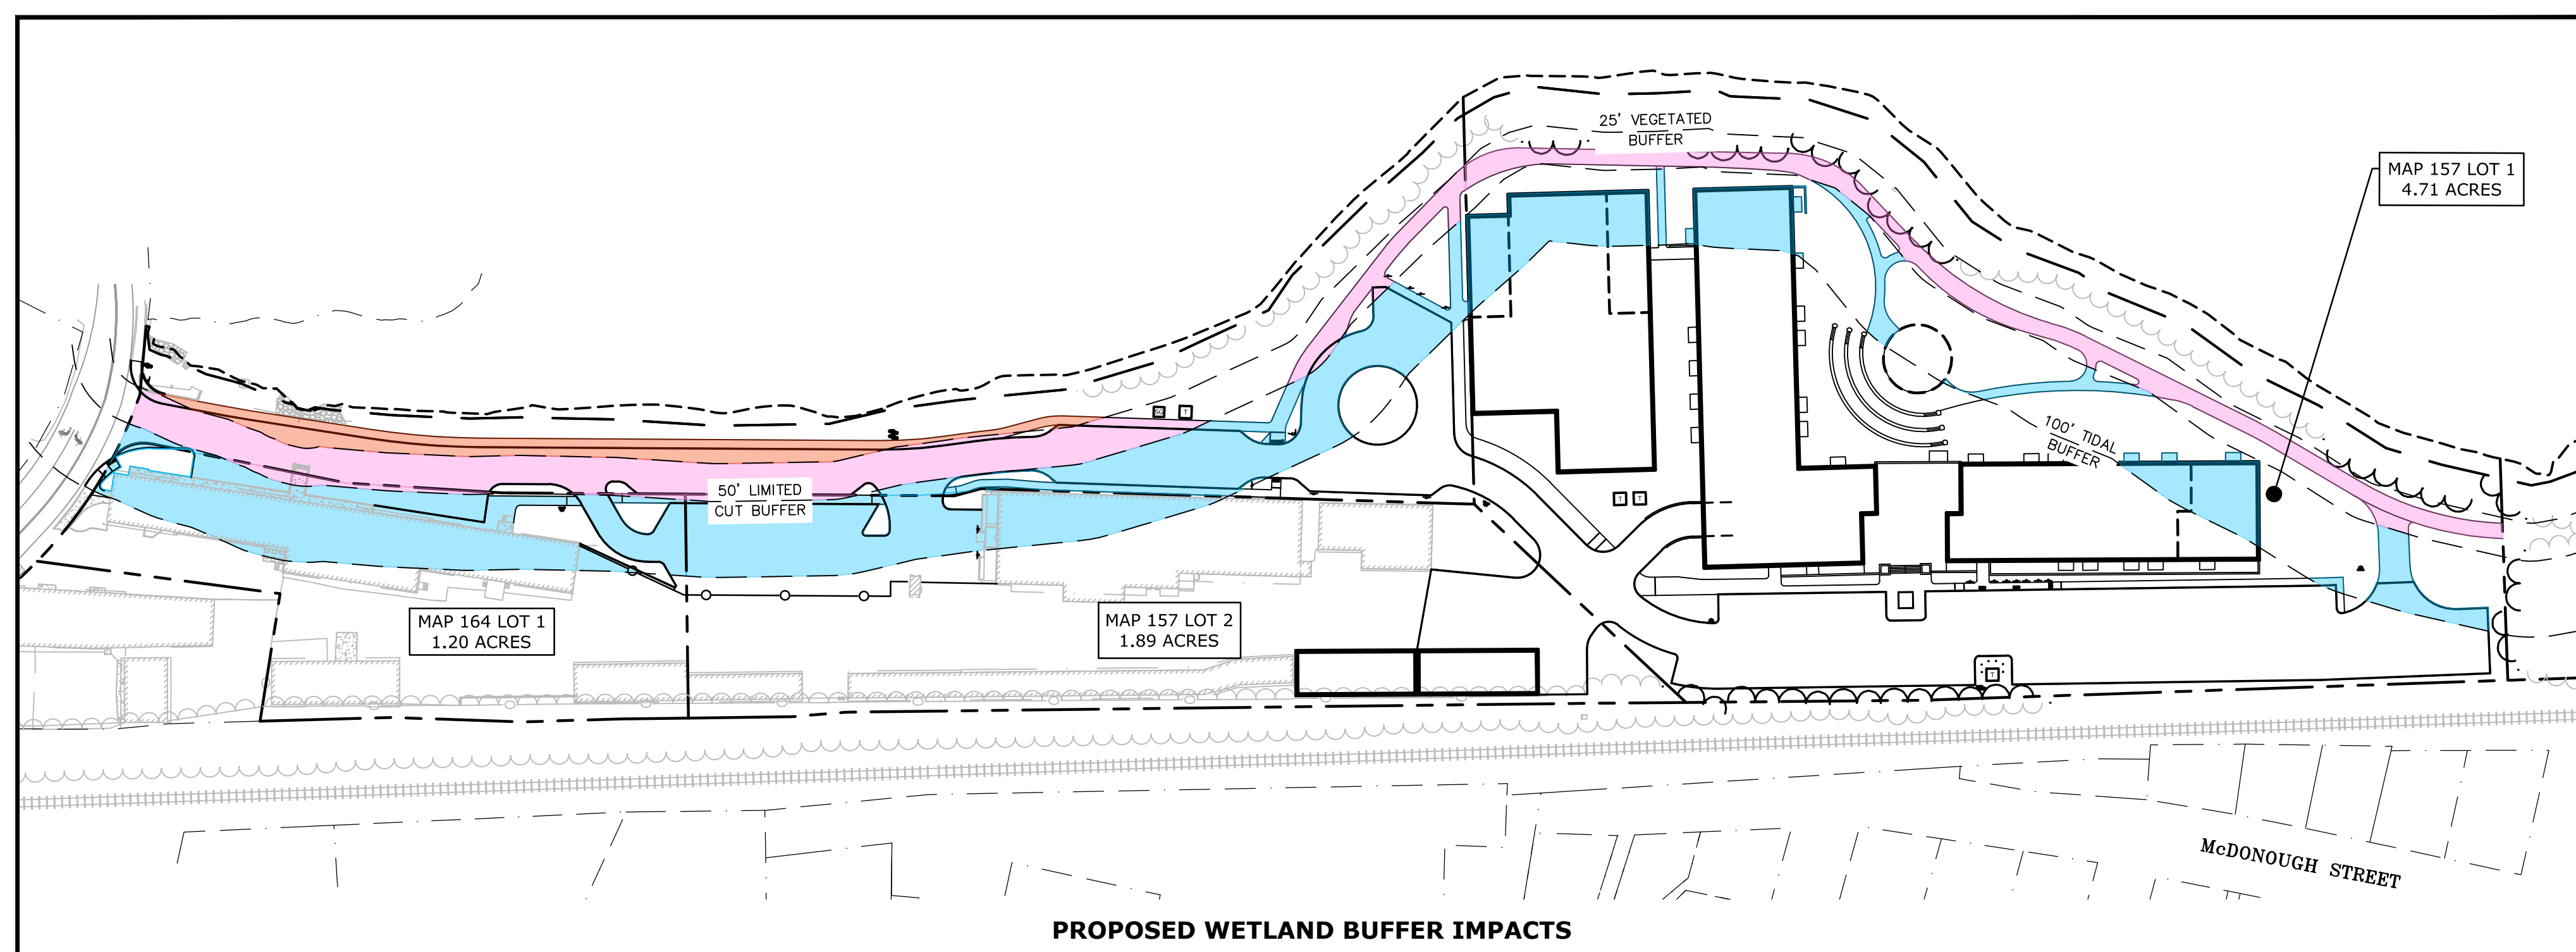 25' VEGETATED
BUFFER
MAP 157 LOT 1
4.71 ACRES
100' TIDAL
BUFFER
50' LIMITED
CUT BUFFER
MAP 164 LOT 1
1.20 ACRES
MAP 157 LOT 2
1.89 ACRES
SG
T
T
T
T
McDONOUGH STREET
PROPOSED WETLAND BUFFER IMPACTS